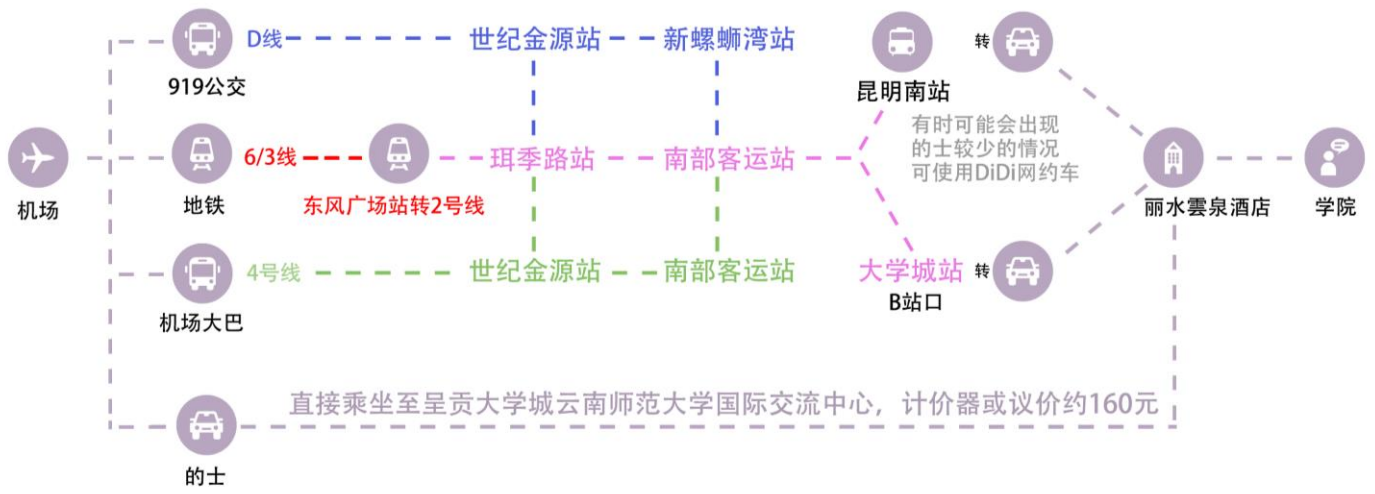 D线
世纪金源站
新螺蛳湾站
转
919公交
昆明南站
有时可能会出现
的士较少的情况
可使用DiDi网约车
机场
6/3线
珥季路站
南部客运站
地铁
东风广场站转2号线
丽水雲泉酒店
学院
4号线
世纪金源站
南部客运站
大学城站
转
B站口
机场大巴
直接乘坐至呈贡大学城云南师范大学国际交流中心，计价器或议价约160元
的士